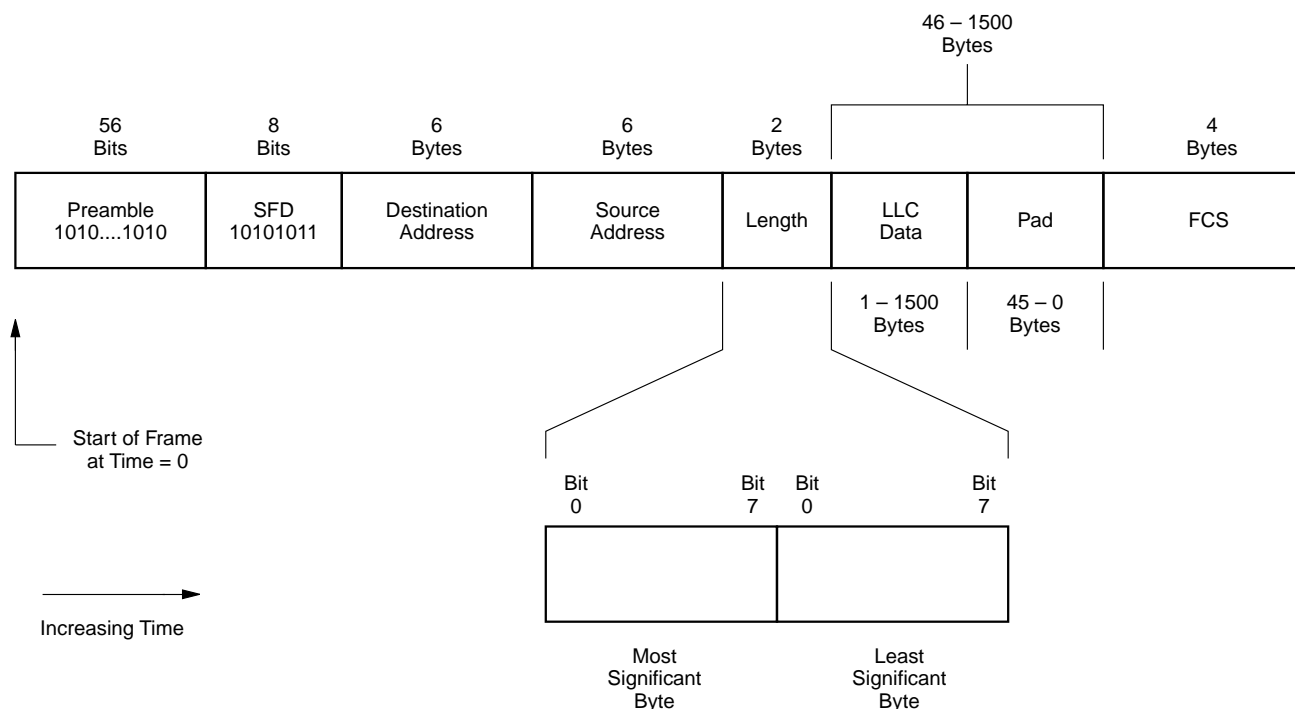 46 – 1500
Bytes
56
Bits
8
Bits
6
Bytes
6
Bytes
2
Bytes
4
Bytes
Preamble
1010....1010
SFD
10101011
Destination
Address
Source
Address
Length
LLC
Data
Pad
FCS
1 – 1500
Bytes
45 – 0
Bytes
Start of Frame
at Time = 0
Bit
0
Bit
7
Bit
0
Bit
7
Increasing Time
Most
Significant
Byte
Least
Significant
Byte